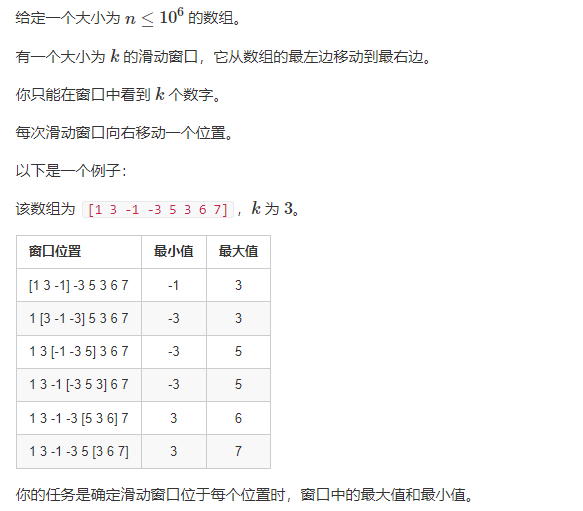 给定一个大小为 n ≤ 10⁶ 的数组。
有一个大小为 k 的滑动窗口，它从数组的最左边移动到最右边。
你只能在窗口中看到 k 个数字。
每次滑动窗口向右移动一个位置。
以下是一个例子：
该数组为 [1 3 -1 -3 5 3 6 7]，k 为 3。
窗口位置 最小值 最大值
[1 3 -1] -3 5 3 6 7 -1 3
1 [3 -1 -3] 5 3 6 7 -3 3
1 3 [-1 -3 5] 3 6 7 -3 5
1 3 -1 [-3 5 3] 6 7 -3 5
1 3 -1 -3 [5 3 6] 7 3 6
1 3 -1 -3 5 [3 6 7] 3 7
你的任务是确定滑动窗口位于每个位置时，窗口中的最大值和最小值。